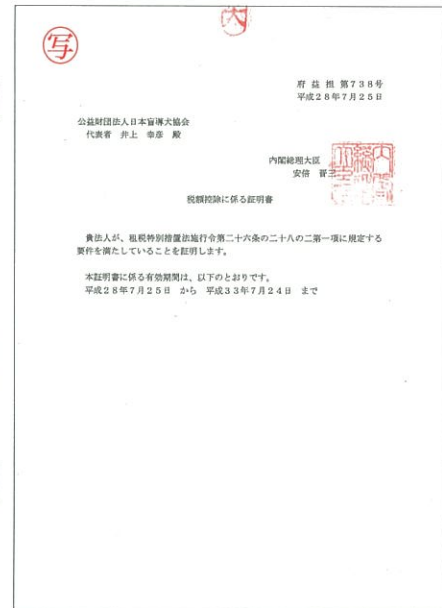 写
内
府益担第738号
平成28年7月25日
公益財団法人日本盲導犬協会
代表者 井上 幸彦 殿
内閣総理大臣
安倍 晋三
税額控除に係る証明書
貴法人が、租税特別措置法施行令第二十六条の二十八の二第一項に規定する
要件を満たしていることを証明します。
本証明書に係る有効期間は、以下のとおりです。
平成28年7月25日 から 平成33年7月24日 まで